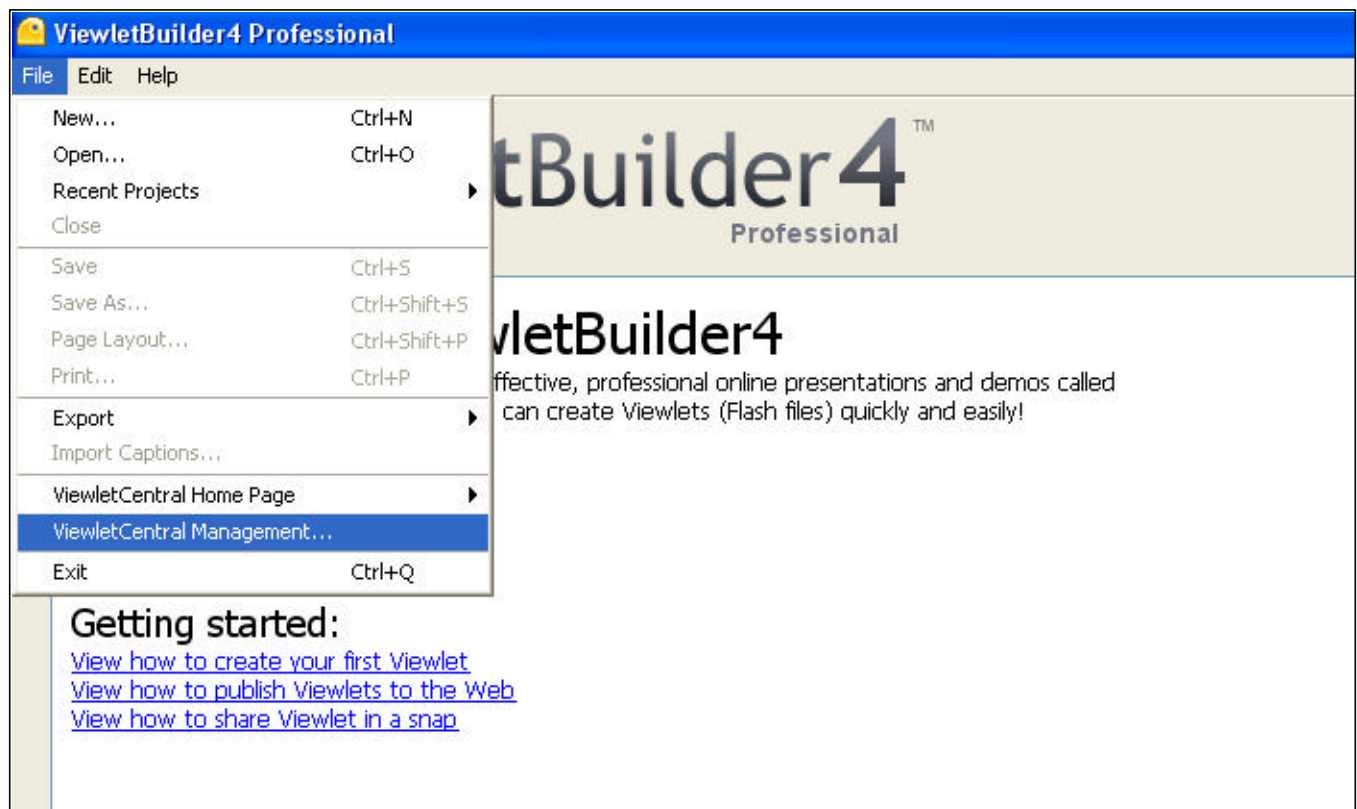 ViewletBuilder4 Professional
File Edit Help
New... Ctrl+N
Open... Ctrl+O
Recent Projects
Close
Save Ctrl+S
Save As... Ctrl+Shift+S
Page Layout... Ctrl+Shift+P
Print... Ctrl+P
Export
Import Captions...
ViewletCentral Home Page
ViewletCentral Management...
Exit Ctrl+Q
tBuilder4™
Professional
wletBuilder4
ffective, professional online presentations and demos called
can create Viewlets (Flash files) quickly and easily!
Getting started:
View how to create your first Viewlet
View how to publish Viewlets to the Web
View how to share Viewlet in a snap